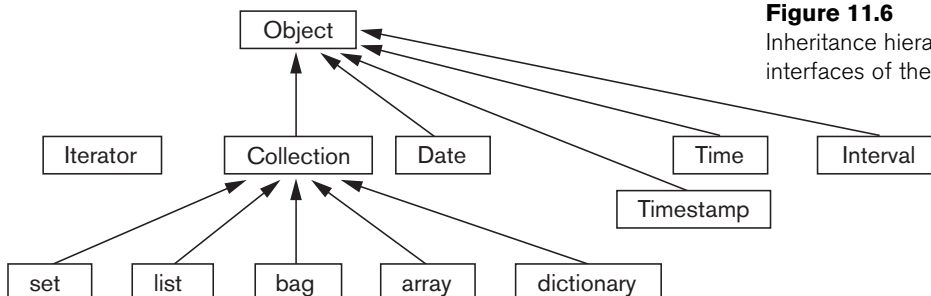 Figure 11.6
Inheritance
interfaces of the
Object
Iterator
Collection
Date
Time
Interval
Timestamp
set
list
bag
array
dictionary